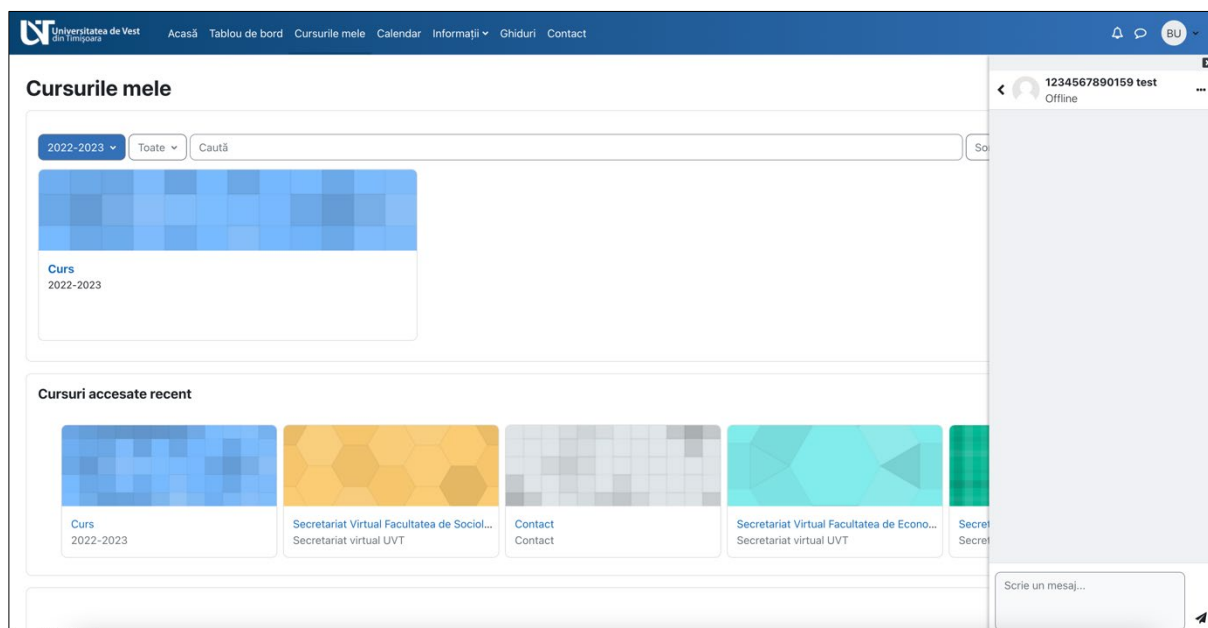 Universitatea de Vest
din Timișoara
Acasă Tablou de bord Cursurile mele Calendar Informații Ghiduri Contact
BU
Cursurile mele
1234567890159 test
Offline
2022-2023 Toate Caută
Curs
2022-2023
Cursuri accesate recent
Curs
2022-2023
Secretariat Virtual Facultatea de Sociol...
Secretariat virtual UVT
Contact
Contact
Secretariat Virtual Facultatea de Econo...
Secretariat virtual UVT
Scrie un mesaj...